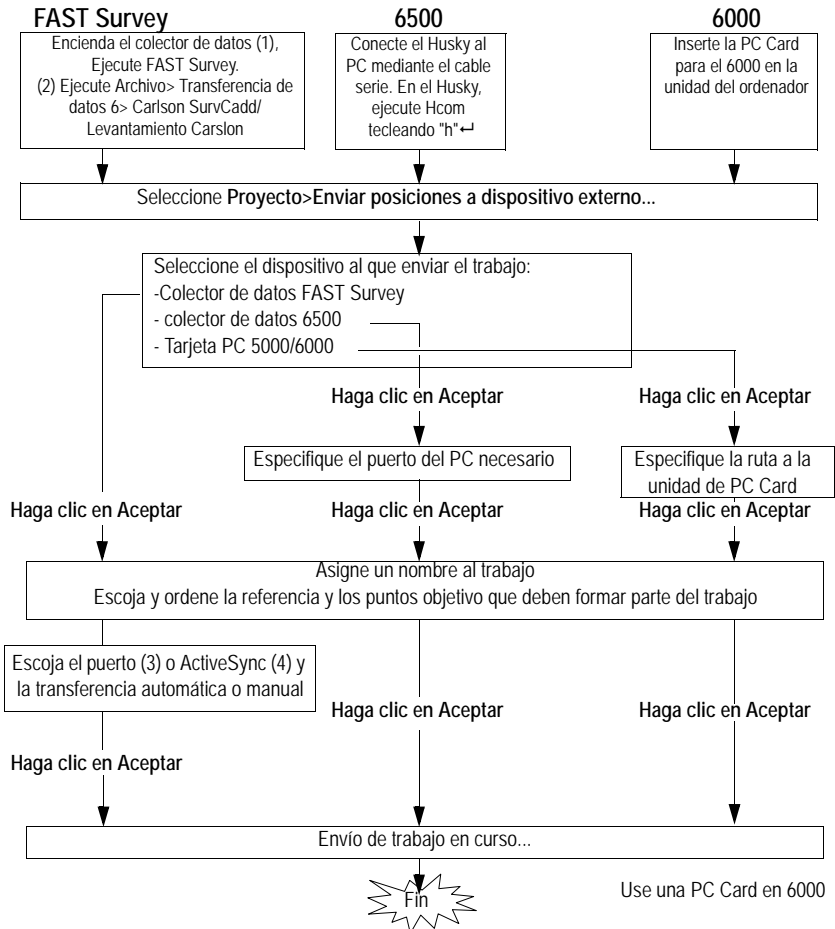 FAST Survey
6500
6000
Encienda el colector de datos (1),
Ejecute FAST Survey.
(2) Ejecute Archivo> Transferencia de
datos 6> Carlson SurvCadd/
Levantamiento Carslon
Conecte el Husky al
PC mediante el cable
serie. En el Husky,
ejecute Hcom
tecleando "h"↵
Inserte la PC Card
para el 6000 en la
unidad del ordenador
Seleccione Proyecto>Enviar posiciones a dispositivo externo...
Seleccione el dispositivo al que enviar el trabajo:
-Colector de datos FAST Survey
- colector de datos 6500
- Tarjeta PC 5000/6000
Haga clic en Aceptar
Haga clic en Aceptar
Especifique el puerto del PC necesario
Especifique la ruta a la
unidad de PC Card
Haga clic en Aceptar
Haga clic en Aceptar
Haga clic en Aceptar
Asigne un nombre al trabajo
Escoja y ordene la referencia y los puntos objetivo que deben formar parte del trabajo
Escoja el puerto (3) o ActiveSync (4) y
la transferencia automática o manual
Haga clic en Aceptar
Haga clic en Aceptar
Haga clic en Aceptar
Envío de trabajo en curso...
Fin
Use una PC Card en 6000